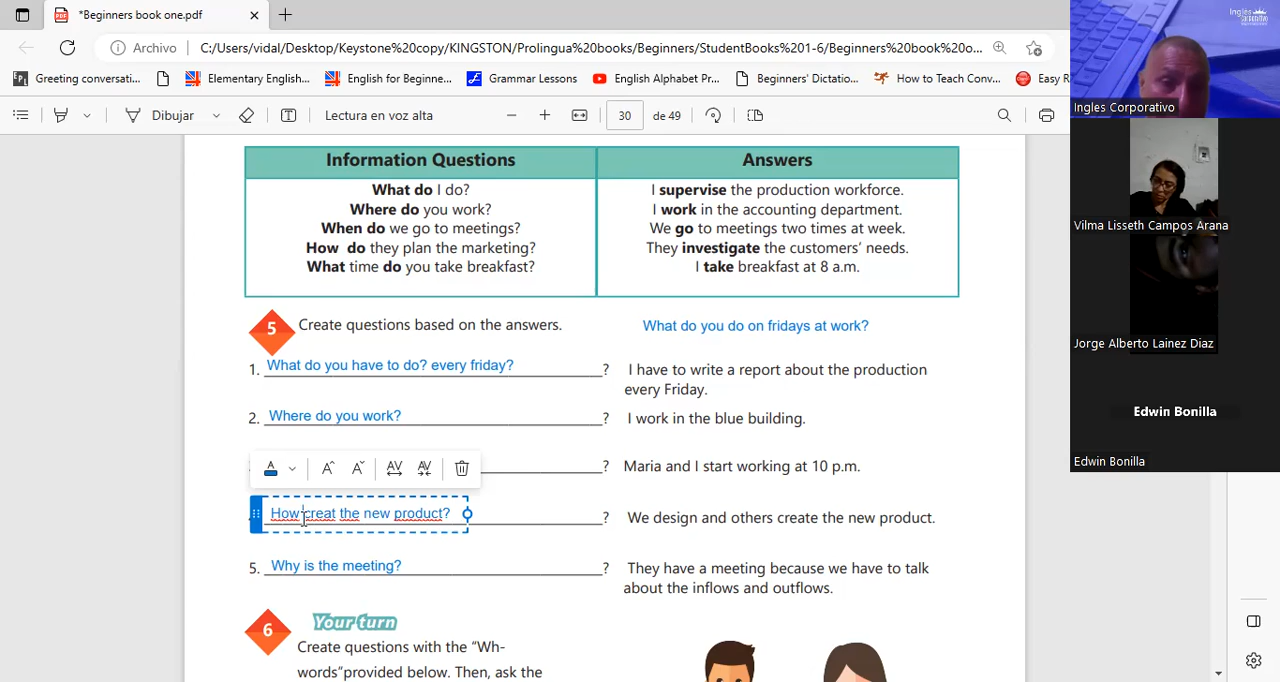 *Beginners book one.pdf
Archivo
C:/Users/vidal/Desktop/Keystone%20copy/KINGSTON/Prolingua%20books/Beginners/StudentBooks%201-6/Beginners%20book%20o...
Greeting conversati...
Elementary English...
English for Beginne...
Grammar Lessons
English Alphabet Pr...
Beginners' Dictatio...
How to Teach Conv...
Easy R
Dibujar
Lectura en voz alta
30
de 49
Information Questions
Answers
What do I do?
I supervise the production workforce.
Where do you work?
I work in the accounting department.
When do we go to meetings?
We go to meetings two times at week.
How do they plan the marketing?
They investigate the customers' needs.
What time do you take breakfast?
I take breakfast at 8 a.m.
5
Create questions based on the answers.
What do you do on fridays at work?
1. What do you have to do? every friday? ?
I have to write a report about the production
every Friday.
2. Where do you work? ?
I work in the blue building.
?
Maria and I start working at 10 p.m.
How creat the new product? ?
We design and others create the new product.
5. Why is the meeting? ?
They have a meeting because we have to talk
about the inflows and outflows.
6
Your turn
Create questions with the "Wh-
words"provided below. Then, ask the
Ingles
Ingles Corporativo
Vilma Lisseth Campos Arana
Jorge Alberto Lainez Diaz
Edwin Bonilla
Edwin Bonilla